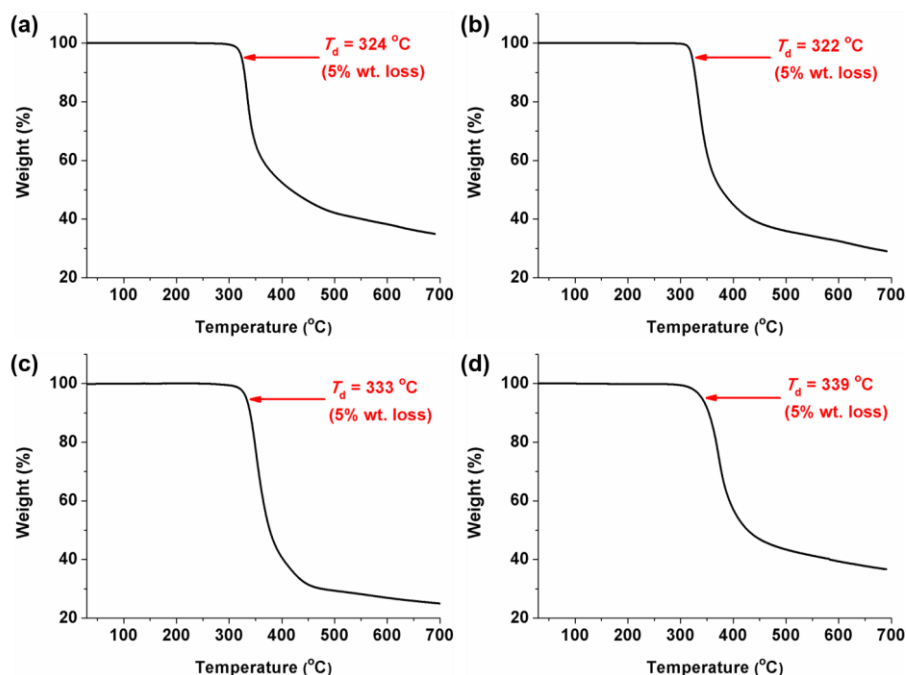 (a)
100
80
60
40
20
Weight (%)
T_d = 324 °C
(5% wt. loss)
100 200 300 400 500 600 700
Temperature (°C)
(b)
100
80
60
40
20
Weight (%)
T_d = 322 °C
(5% wt. loss)
100 200 300 400 500 600 700
Temperature (°C)
(c)
100
80
60
40
20
Weight (%)
T_d = 333 °C
(5% wt. loss)
100 200 300 400 500 600 700
Temperature (°C)
(d)
100
80
60
40
20
Weight (%)
T_d = 339 °C
(5% wt. loss)
100 200 300 400 500 600 700
Temperature (°C)